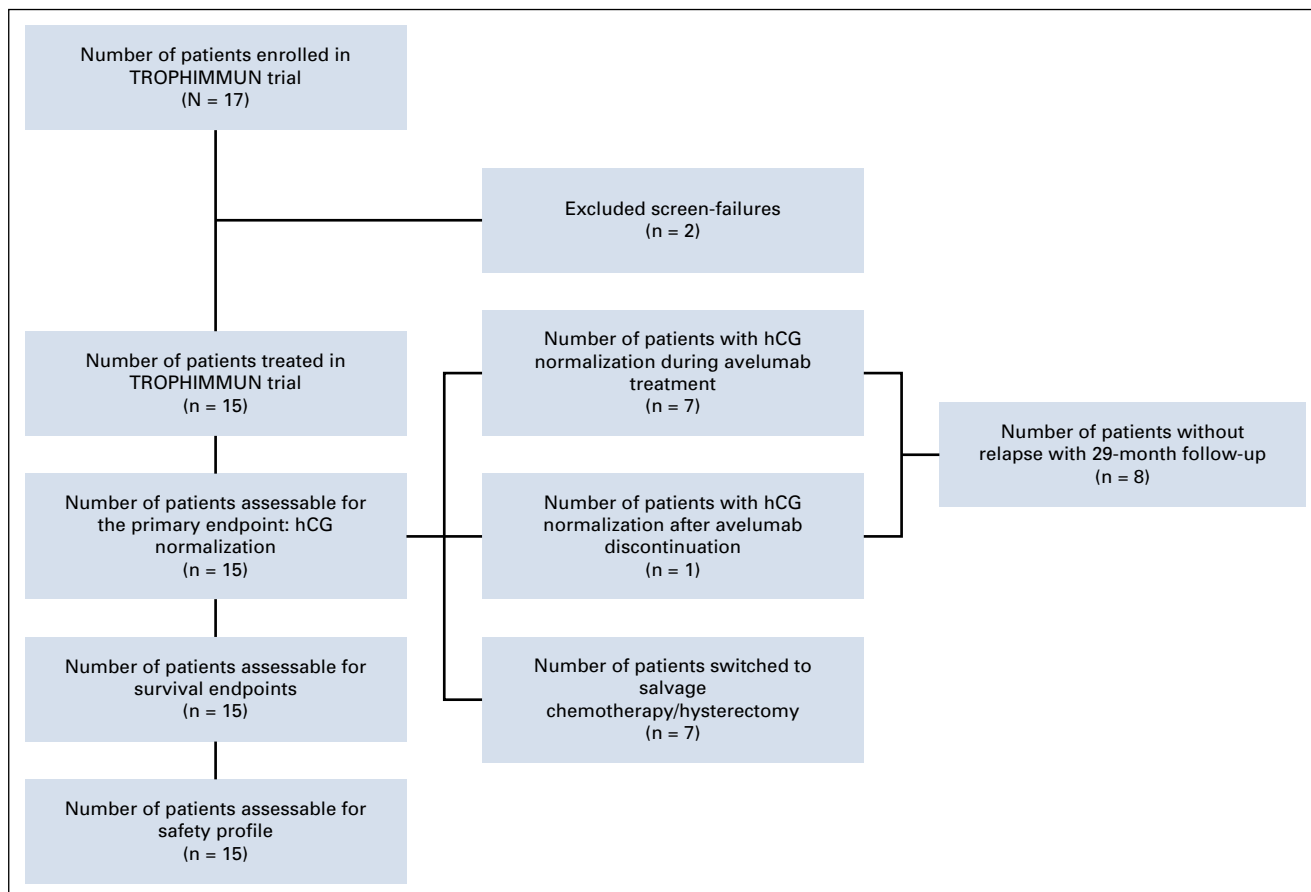 Number of patients enrolled in
TROPHIMMUN trial
(N = 17)
Excluded screen-failures
(n = 2)
Number of patients treated in
TROPHIMMUN trial
(n = 15)
Number of patients assessable for
the primary endpoint: hCG
normalization
(n = 15)
Number of patients assessable for
survival endpoints
(n = 15)
Number of patients assessable for
safety profile
(n = 15)
Number of patients with hCG
normalization during avelumab
treatment
(n = 7)
Number of patients with hCG
normalization after avelumab
discontinuation
(n = 1)
Number of patients switched to
salvage
chemotherapy/hysterectomy
(n = 7)
Number of patients without
relapse with 29-month follow-up
(n = 8)